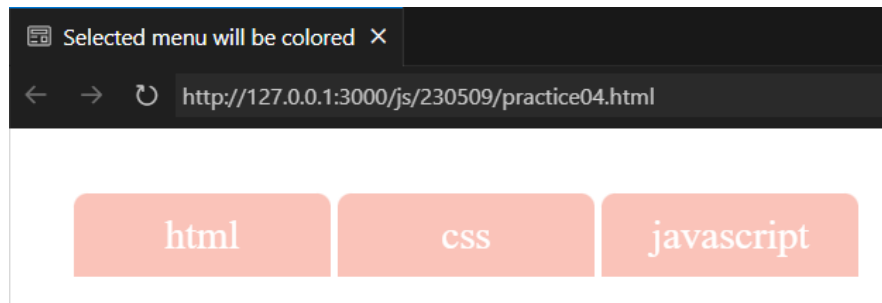 Selected menu will be colored
http://127.0.0.1:3000/js/230509/practice04.html
html css javascript